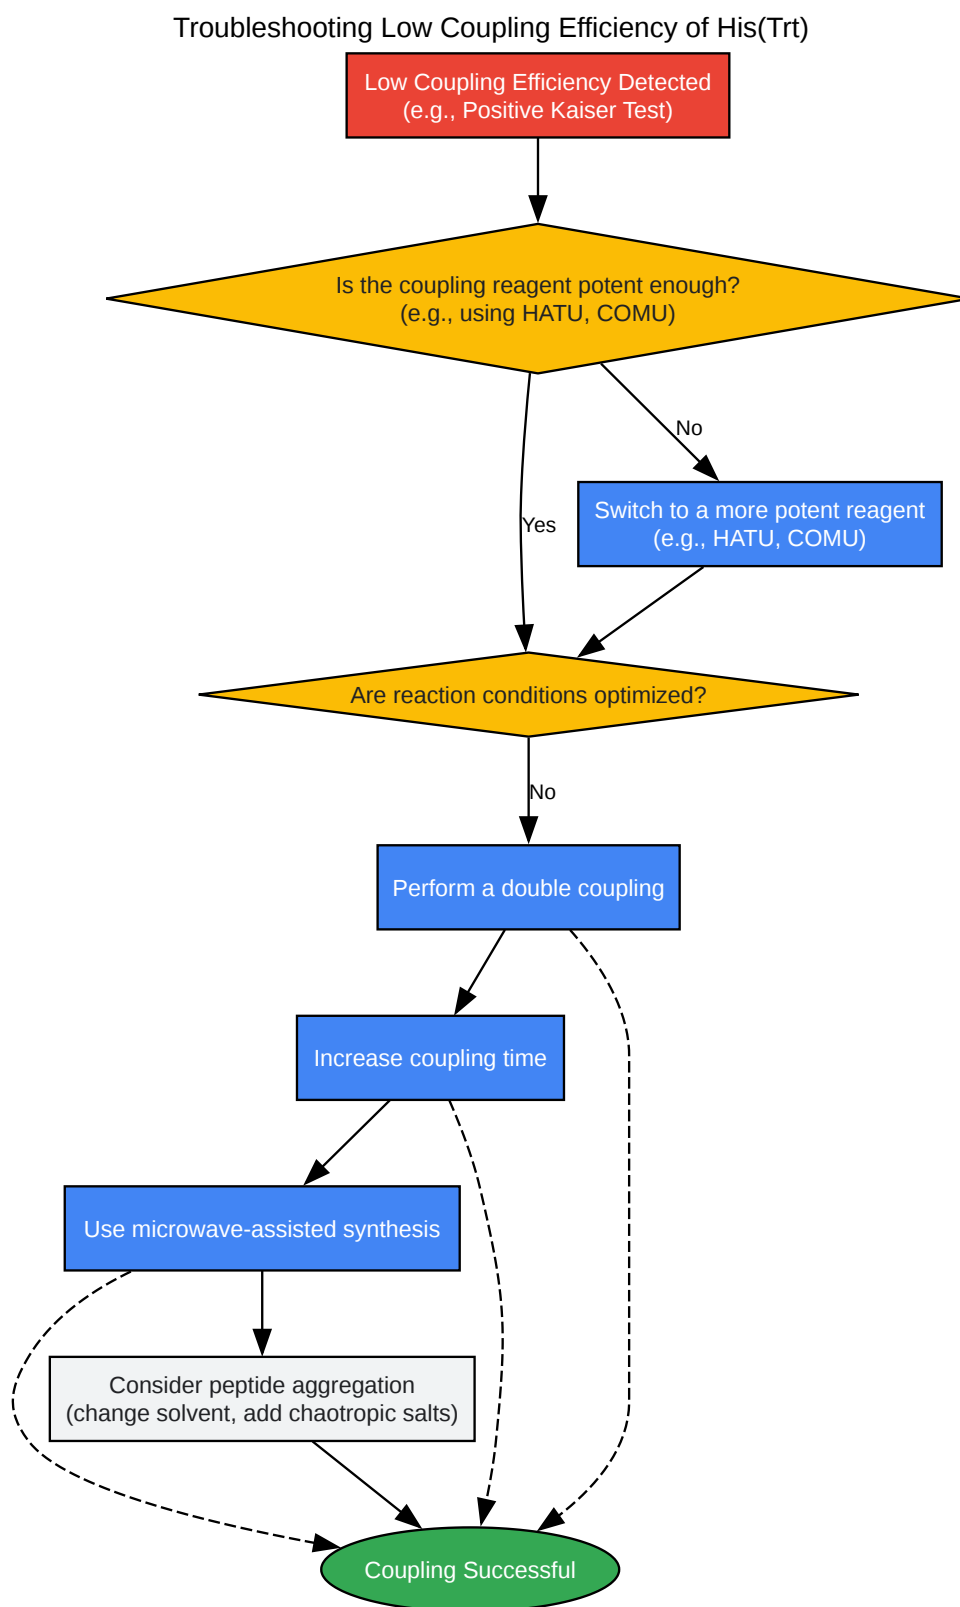 Troubleshooting Low Coupling Efficiency of His(Trt)
Low Coupling Efficiency Detected
(e.g., Positive Kaiser Test)
Is the coupling reagent potent enough?
(e.g., using HATU, COMU)
No
Switch to a more potent reagent
(e.g., HATU, COMU)
Yes
Are reaction conditions optimized?
No
Perform a double coupling
Increase coupling time
Use microwave-assisted synthesis
Consider peptide aggregation
(change solvent, add chaotropic salts)
Coupling Successful